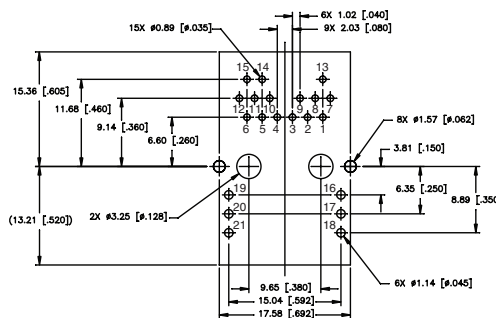 6X 1.02 [.040]
15X ø0.89 [ø.035]
9X 2.03 [.080]
15 14 13
15.36 [.605]
11.68 [.460]
9.14 [.360]
12 11 10 9 8 7
6.60 [.260]
6 5 4 3 2 1
8X ø1.57 [ø.062]
3.81 [.150]
6.35 [.250]
8.89 [.350
19 16
(13.21 [.520])
2X ø3.25 [ø.128]
20 17
21 18
9.65 [.380]
6X ø1.14 [ø.045]
15.04 [.592]
17.58 [.692]